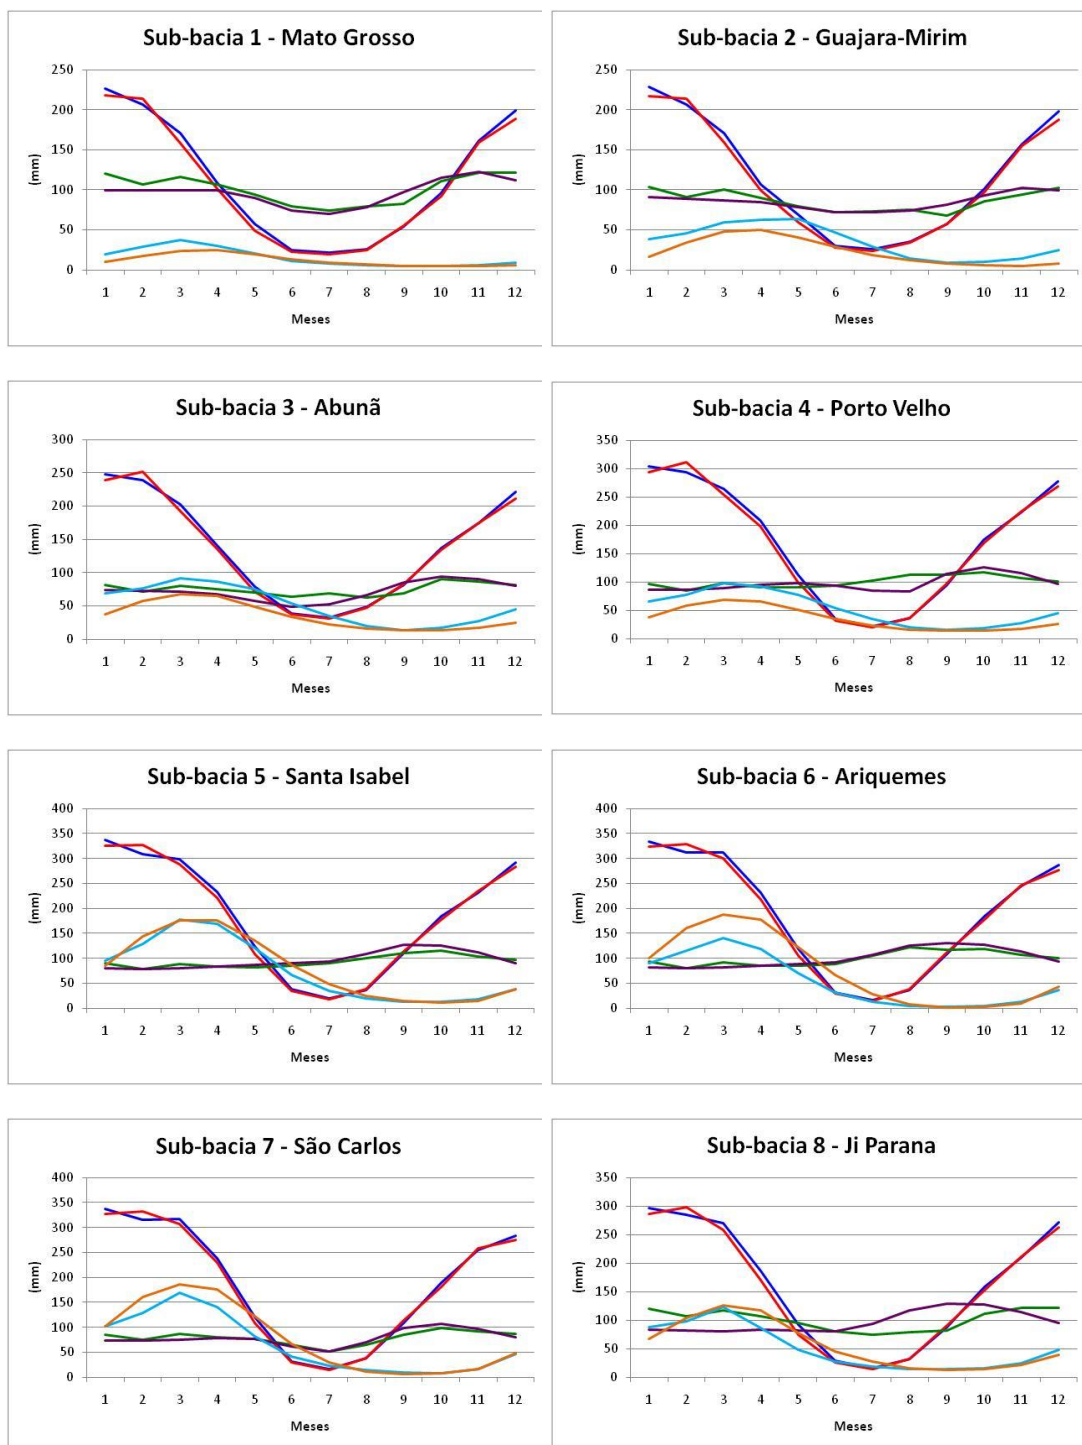 Sub-bacia 1 - Mato Grosso
250
200
150
100
50
0
(mm)
1 2 3 4 5 6 7 8 9 10 11 12
Meses
Sub-bacia 2 - Guajara-Mirim
250
200
150
100
50
0
(mm)
1 2 3 4 5 6 7 8 9 10 11 12
Meses
Sub-bacia 3 - Abunã
300
250
200
150
100
50
0
(mm)
1 2 3 4 5 6 7 8 9 10 11 12
Meses
Sub-bacia 4 - Porto Velho
350
300
250
200
150
100
50
0
(mm)
1 2 3 4 5 6 7 8 9 10 11 12
Meses
Sub-bacia 5 - Santa Isabel
400
350
300
250
200
150
100
50
0
(mm)
1 2 3 4 5 6 7 8 9 10 11 12
Meses
Sub-bacia 6 - Ariquemes
400
350
300
250
200
150
100
50
0
(mm)
1 2 3 4 5 6 7 8 9 10 11 12
Meses
Sub-bacia 7 - São Carlos
400
350
300
250
200
150
100
50
0
(mm)
1 2 3 4 5 6 7 8 9 10 11 12
Meses
Sub-bacia 8 - Ji Parana
350
300
250
200
150
100
50
0
(mm)
1 2 3 4 5 6 7 8 9 10 11 12
Meses